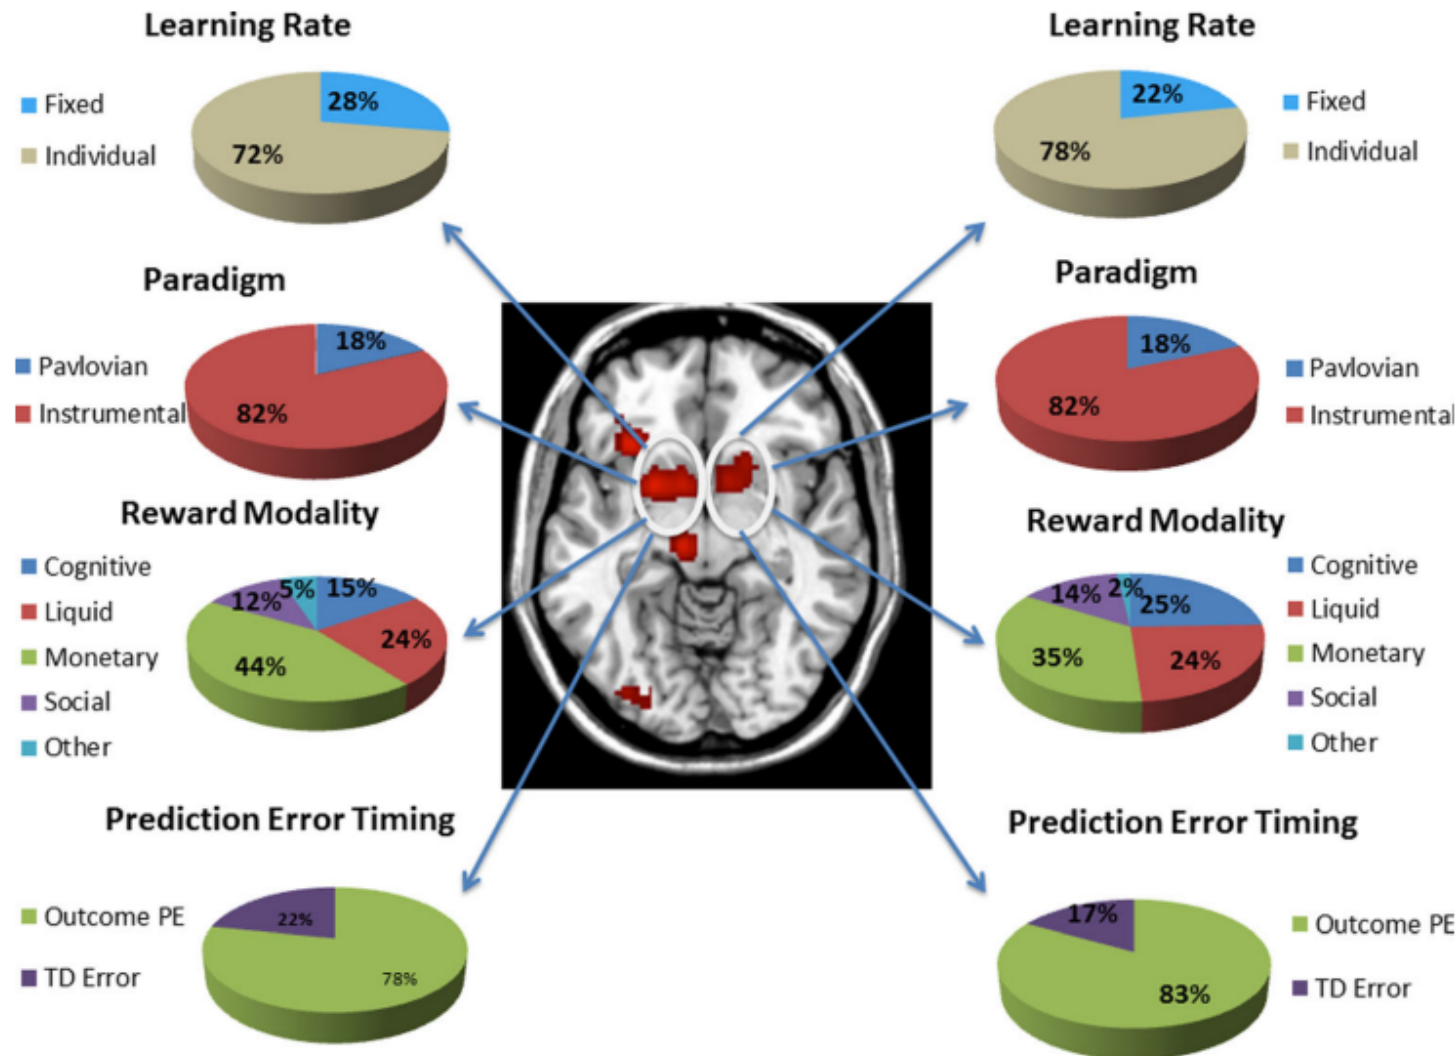 Learning Rate
Fixed
Individual
28%
72%
Paradigm
Pavlovian
Instrumental
18%
82%
Reward Modality
Cognitive
Liquid
Monetary
Social
Other
5%
15%
12%
24%
44%
Prediction Error Timing
Outcome PE
TD Error
22%
78%
Learning Rate
22%
78%
Fixed
Individual
Paradigm
18%
82%
Pavlovian
Instrumental
Reward Modality
14%
2%
25%
35%
24%
Cognitive
Liquid
Monetary
Social
Other
Prediction Error Timing
17%
83%
Outcome PE
TD Error